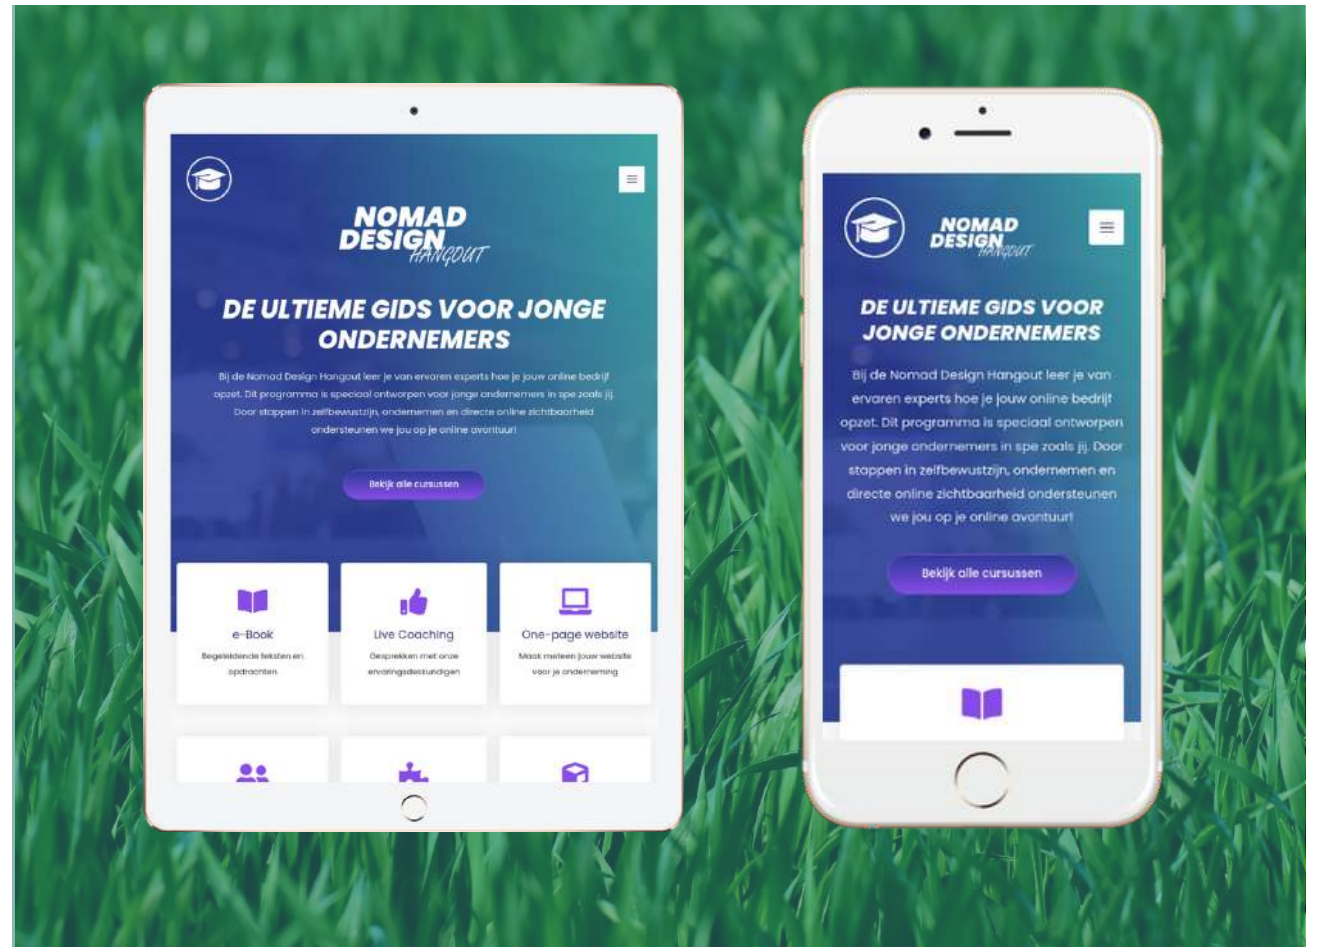 NOMAD
DESIGN
HANGOUT
DE ULTIEME GIDS VOOR JONGE
ONDERNEMERS
Bij de Nomad Design Hangout leer je van ervaren experts hoe je jouw online bedrijf
opzet. Dit programma is speciaal ontworpen voor jonge ondernemers in spe zoals jij.
Door stappen in zelfbewustzijn, ondernemen en directe online zichtbaarheid
ondersteunen we jou op je online avontuur!
Bekijk alle cursussen
e-Book
Begeleidende teksten en
opdrachten
Live Coaching
Gesprekken met onze
ervaringsdeskundigen
One-page website
Maak meteen jouw website
voor je onderneming
NOMAD
DESIGN
HANGOUT
DE ULTIEME GIDS VOOR
JONGE ONDERNEMERS
Bij de Nomad Design Hangout leer je van
ervaren experts hoe je jouw online bedrijf
opzet. Dit programma is speciaal ontworpen
voor jonge ondernemers in spe zoals jij. Door
stappen in zelfbewustzijn, ondernemen en
directe online zichtbaarheid ondersteunen
we jou op je online avontuur!
Bekijk alle cursussen